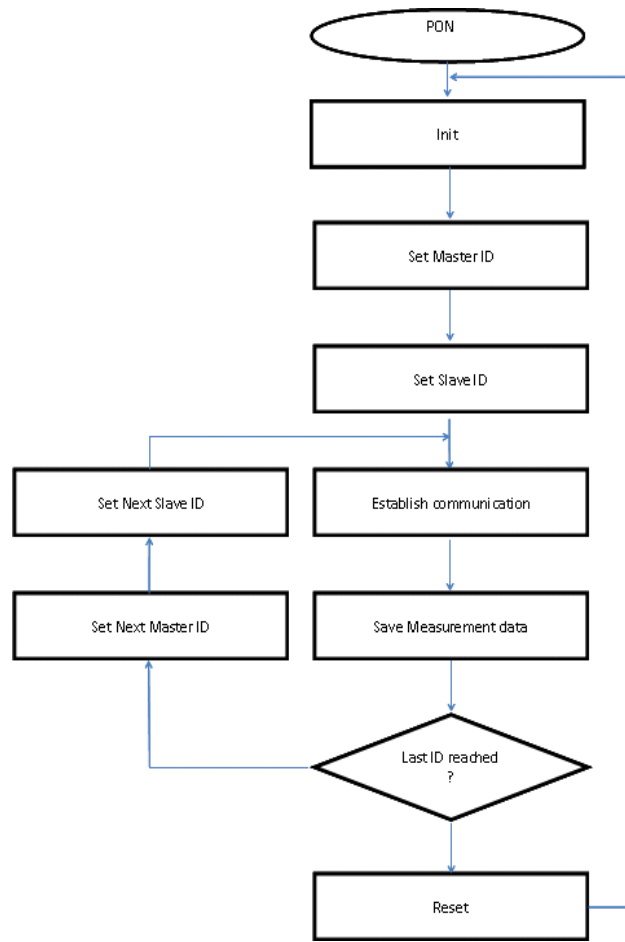 PON
Init
Set Master ID
Set Slave ID
Set Next Slave ID
Establish communication
Set Next Master ID
Save Measurement data
Last ID reached
?
Reset